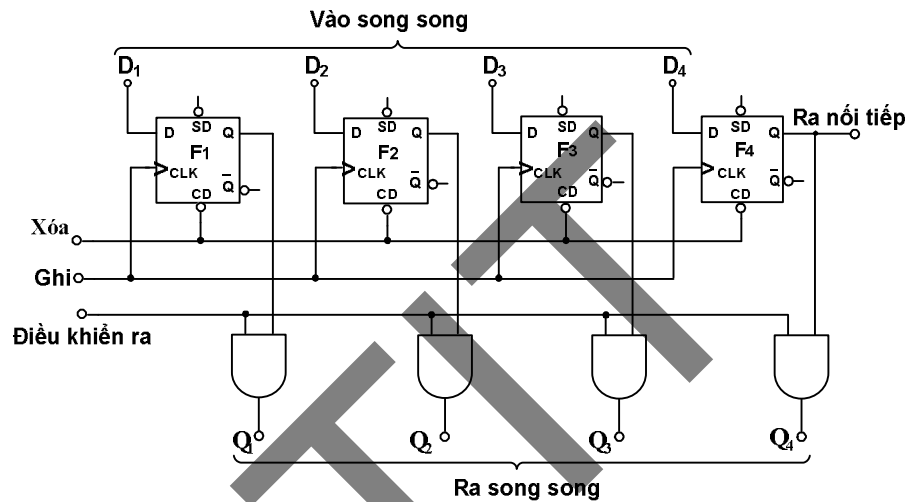 Vào song song
D1 D2 D3 D4
Ra nối tiếp
D SD Q D SD Q D SD Q D SD Q
F1 F2 F3 F4
CLK Q̅ CLK Q̅ CLK Q̅ CLK Q̅
CD CD CD CD
Xóa
Ghi
Điều khiển ra
Q1 Q2 Q3 Q4
Ra song song